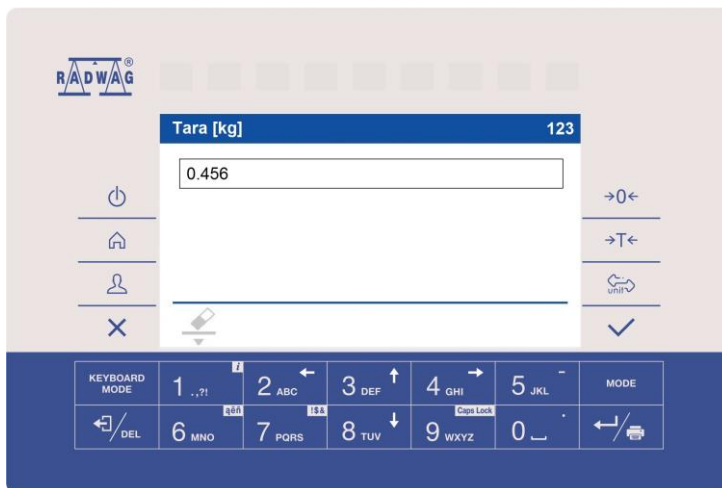 RADWAG®
Tara [kg] 123
0.456
→0←
→T←
unit
KEYBOARD MODE
1 .,?! i
2 ABC ←
3 DEF ↑
4 GHI →
5 JKL -
MODE
/DEL
6 MNO ąëñ
7 PQRS !$&
8 TUV ↓
9 WXYZ Caps Lock
0 .